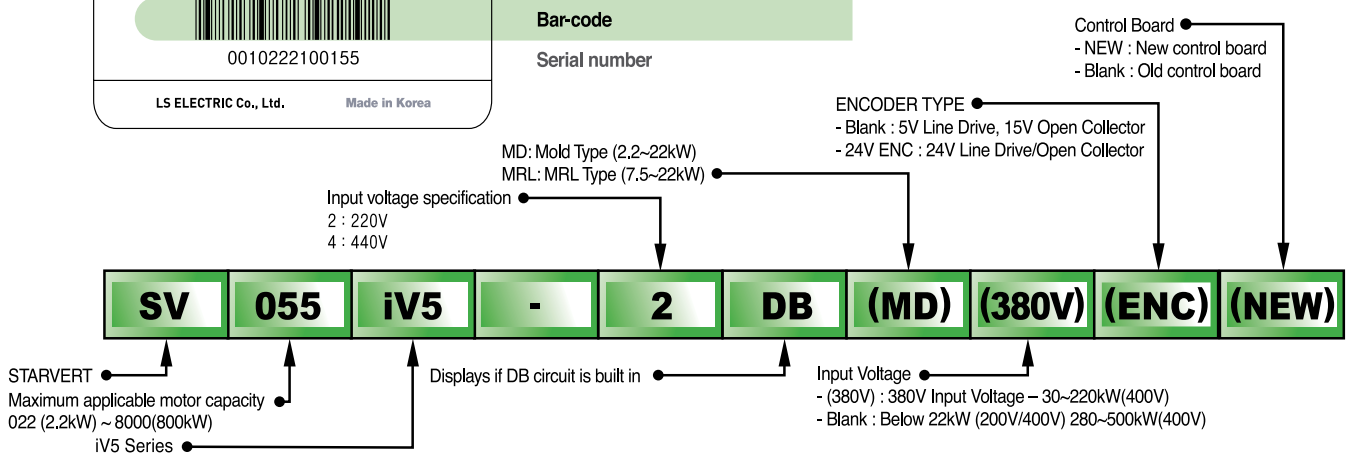 Bar-code
0010222100155
Serial number
LS ELECTRIC Co., Ltd. Made in Korea
Control Board
- NEW : New control board
- Blank : Old control board
ENCODER TYPE
- Blank : 5V Line Drive, 15V Open Collector
- 24V ENC : 24V Line Drive/Open Collector
MD: Mold Type (2.2~22kW)
MRL: MRL Type (7.5~22kW)
Input voltage specification
2 : 220V
4 : 440V
SV 055 iV5 - 2 DB (MD) (380V) (ENC) (NEW)
STARVERT
Maximum applicable motor capacity
022 (2.2kW) ~ 8000(800kW)
iV5 Series
Displays if DB circuit is built in
Input Voltage
- (380V) : 380V Input Voltage – 30~220kW(400V)
- Blank : Below 22kW (200V/400V) 280~500kW(400V)